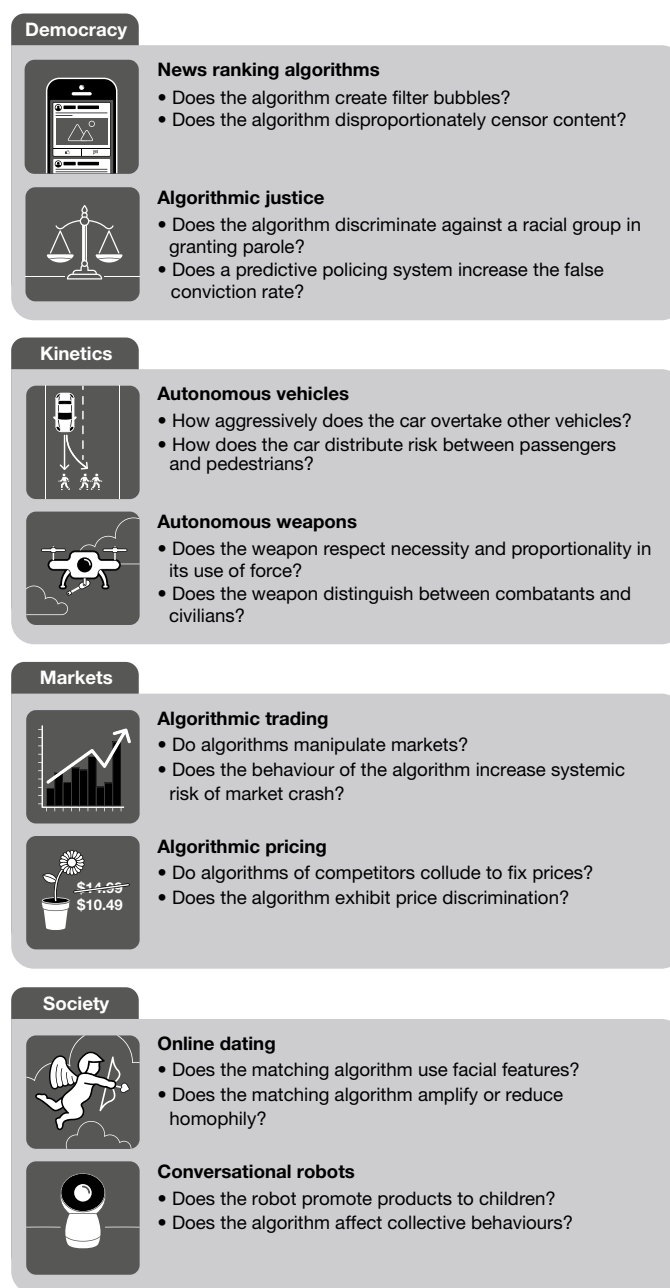 Democracy
News ranking algorithms
• Does the algorithm create filter bubbles?
• Does the algorithm disproportionately censor content?
Algorithmic justice
• Does the algorithm discriminate against a racial group in
granting parole?
• Does a predictive policing system increase the false
conviction rate?
Kinetics
Autonomous vehicles
• How aggressively does the car overtake other vehicles?
• How does the car distribute risk between passengers
and pedestrians?
Autonomous weapons
• Does the weapon respect necessity and proportionality in
its use of force?
• Does the weapon distinguish between combatants and
civilians?
Markets
Algorithmic trading
• Do algorithms manipulate markets?
• Does the behaviour of the algorithm increase systemic
risk of market crash?
Algorithmic pricing
$14.99
$10.49
• Do algorithms of competitors collude to fix prices?
• Does the algorithm exhibit price discrimination?
Society
Online dating
• Does the matching algorithm use facial features?
• Does the matching algorithm amplify or reduce
homophily?
Conversational robots
• Does the robot promote products to children?
• Does the algorithm affect collective behaviours?